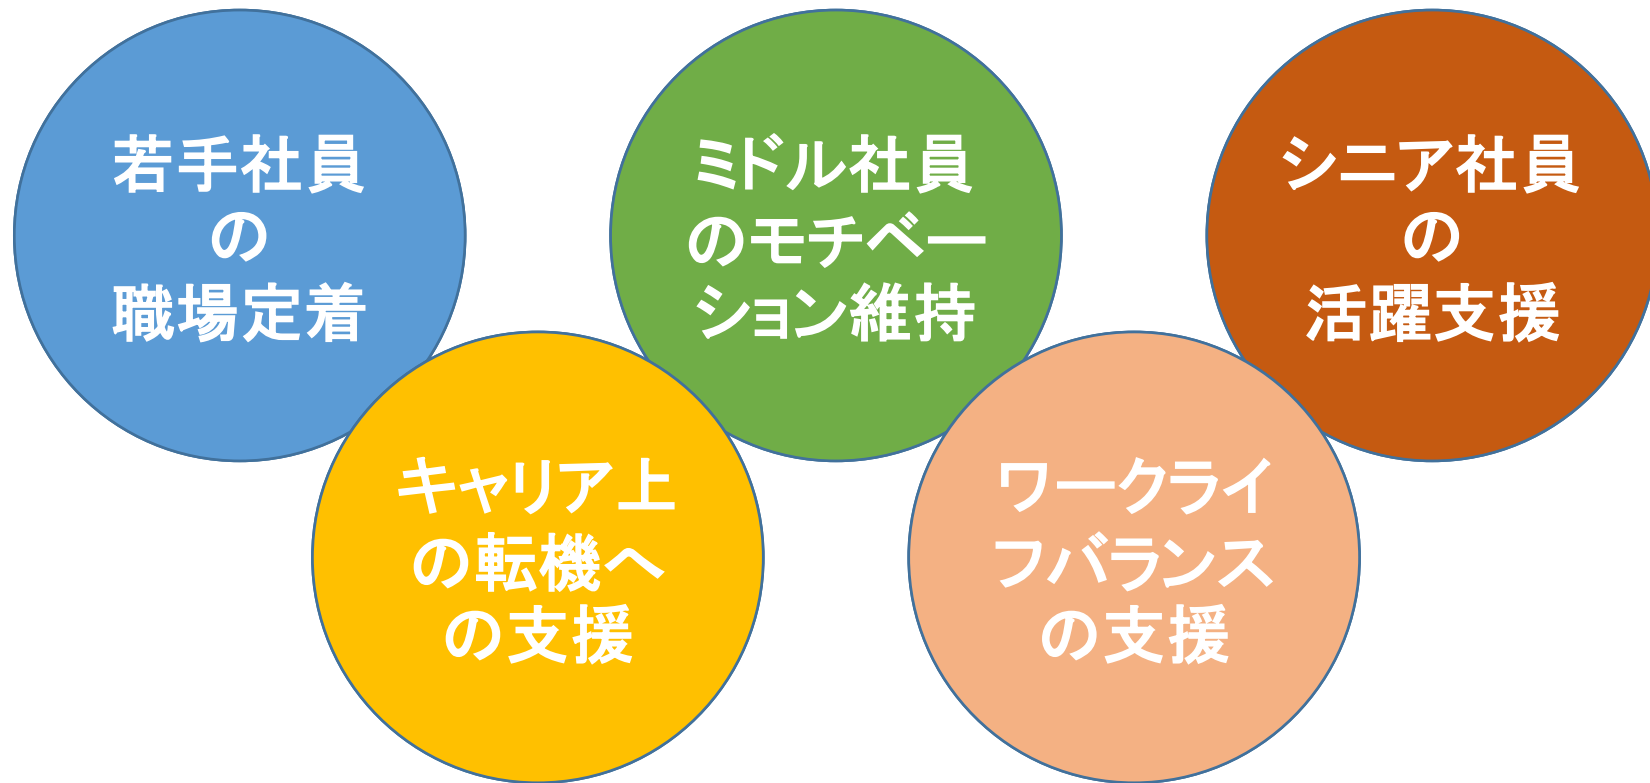 若手社員
の
職場定着
ミドル社員
のモチベー
ション維持
シニア社員
の
活躍支援
キャリア上
の転機へ
の支援
ワークライ
フバランス
の支援